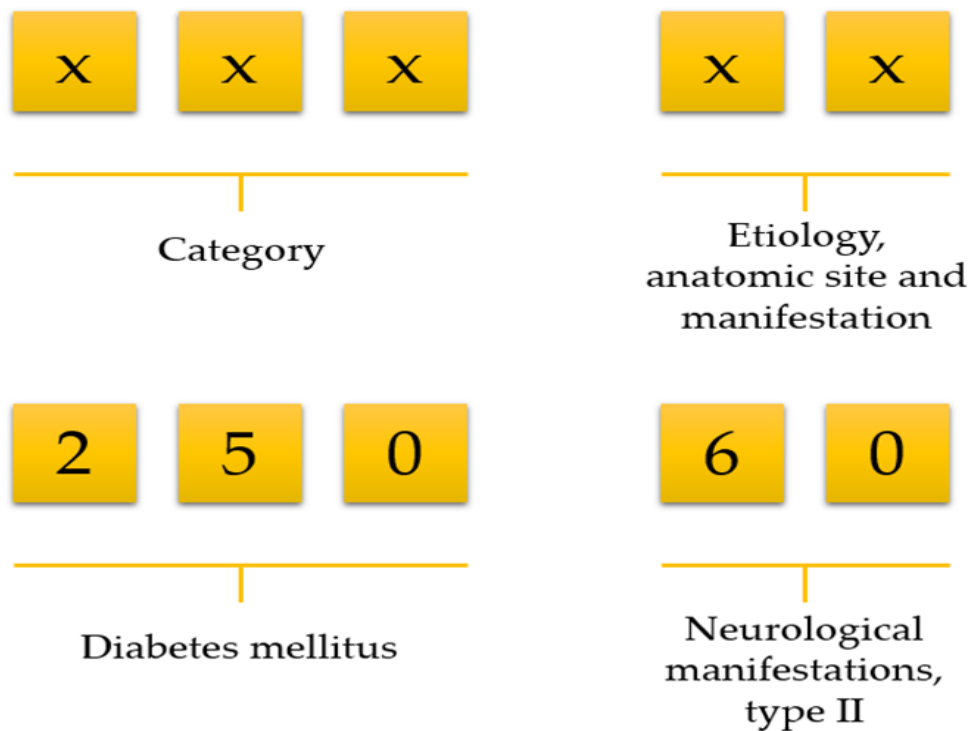 x x x x x
Category
Etiology,
anatomic site and
manifestation
2 5 0 6 0
Diabetes mellitus
Neurological
manifestations,
type II